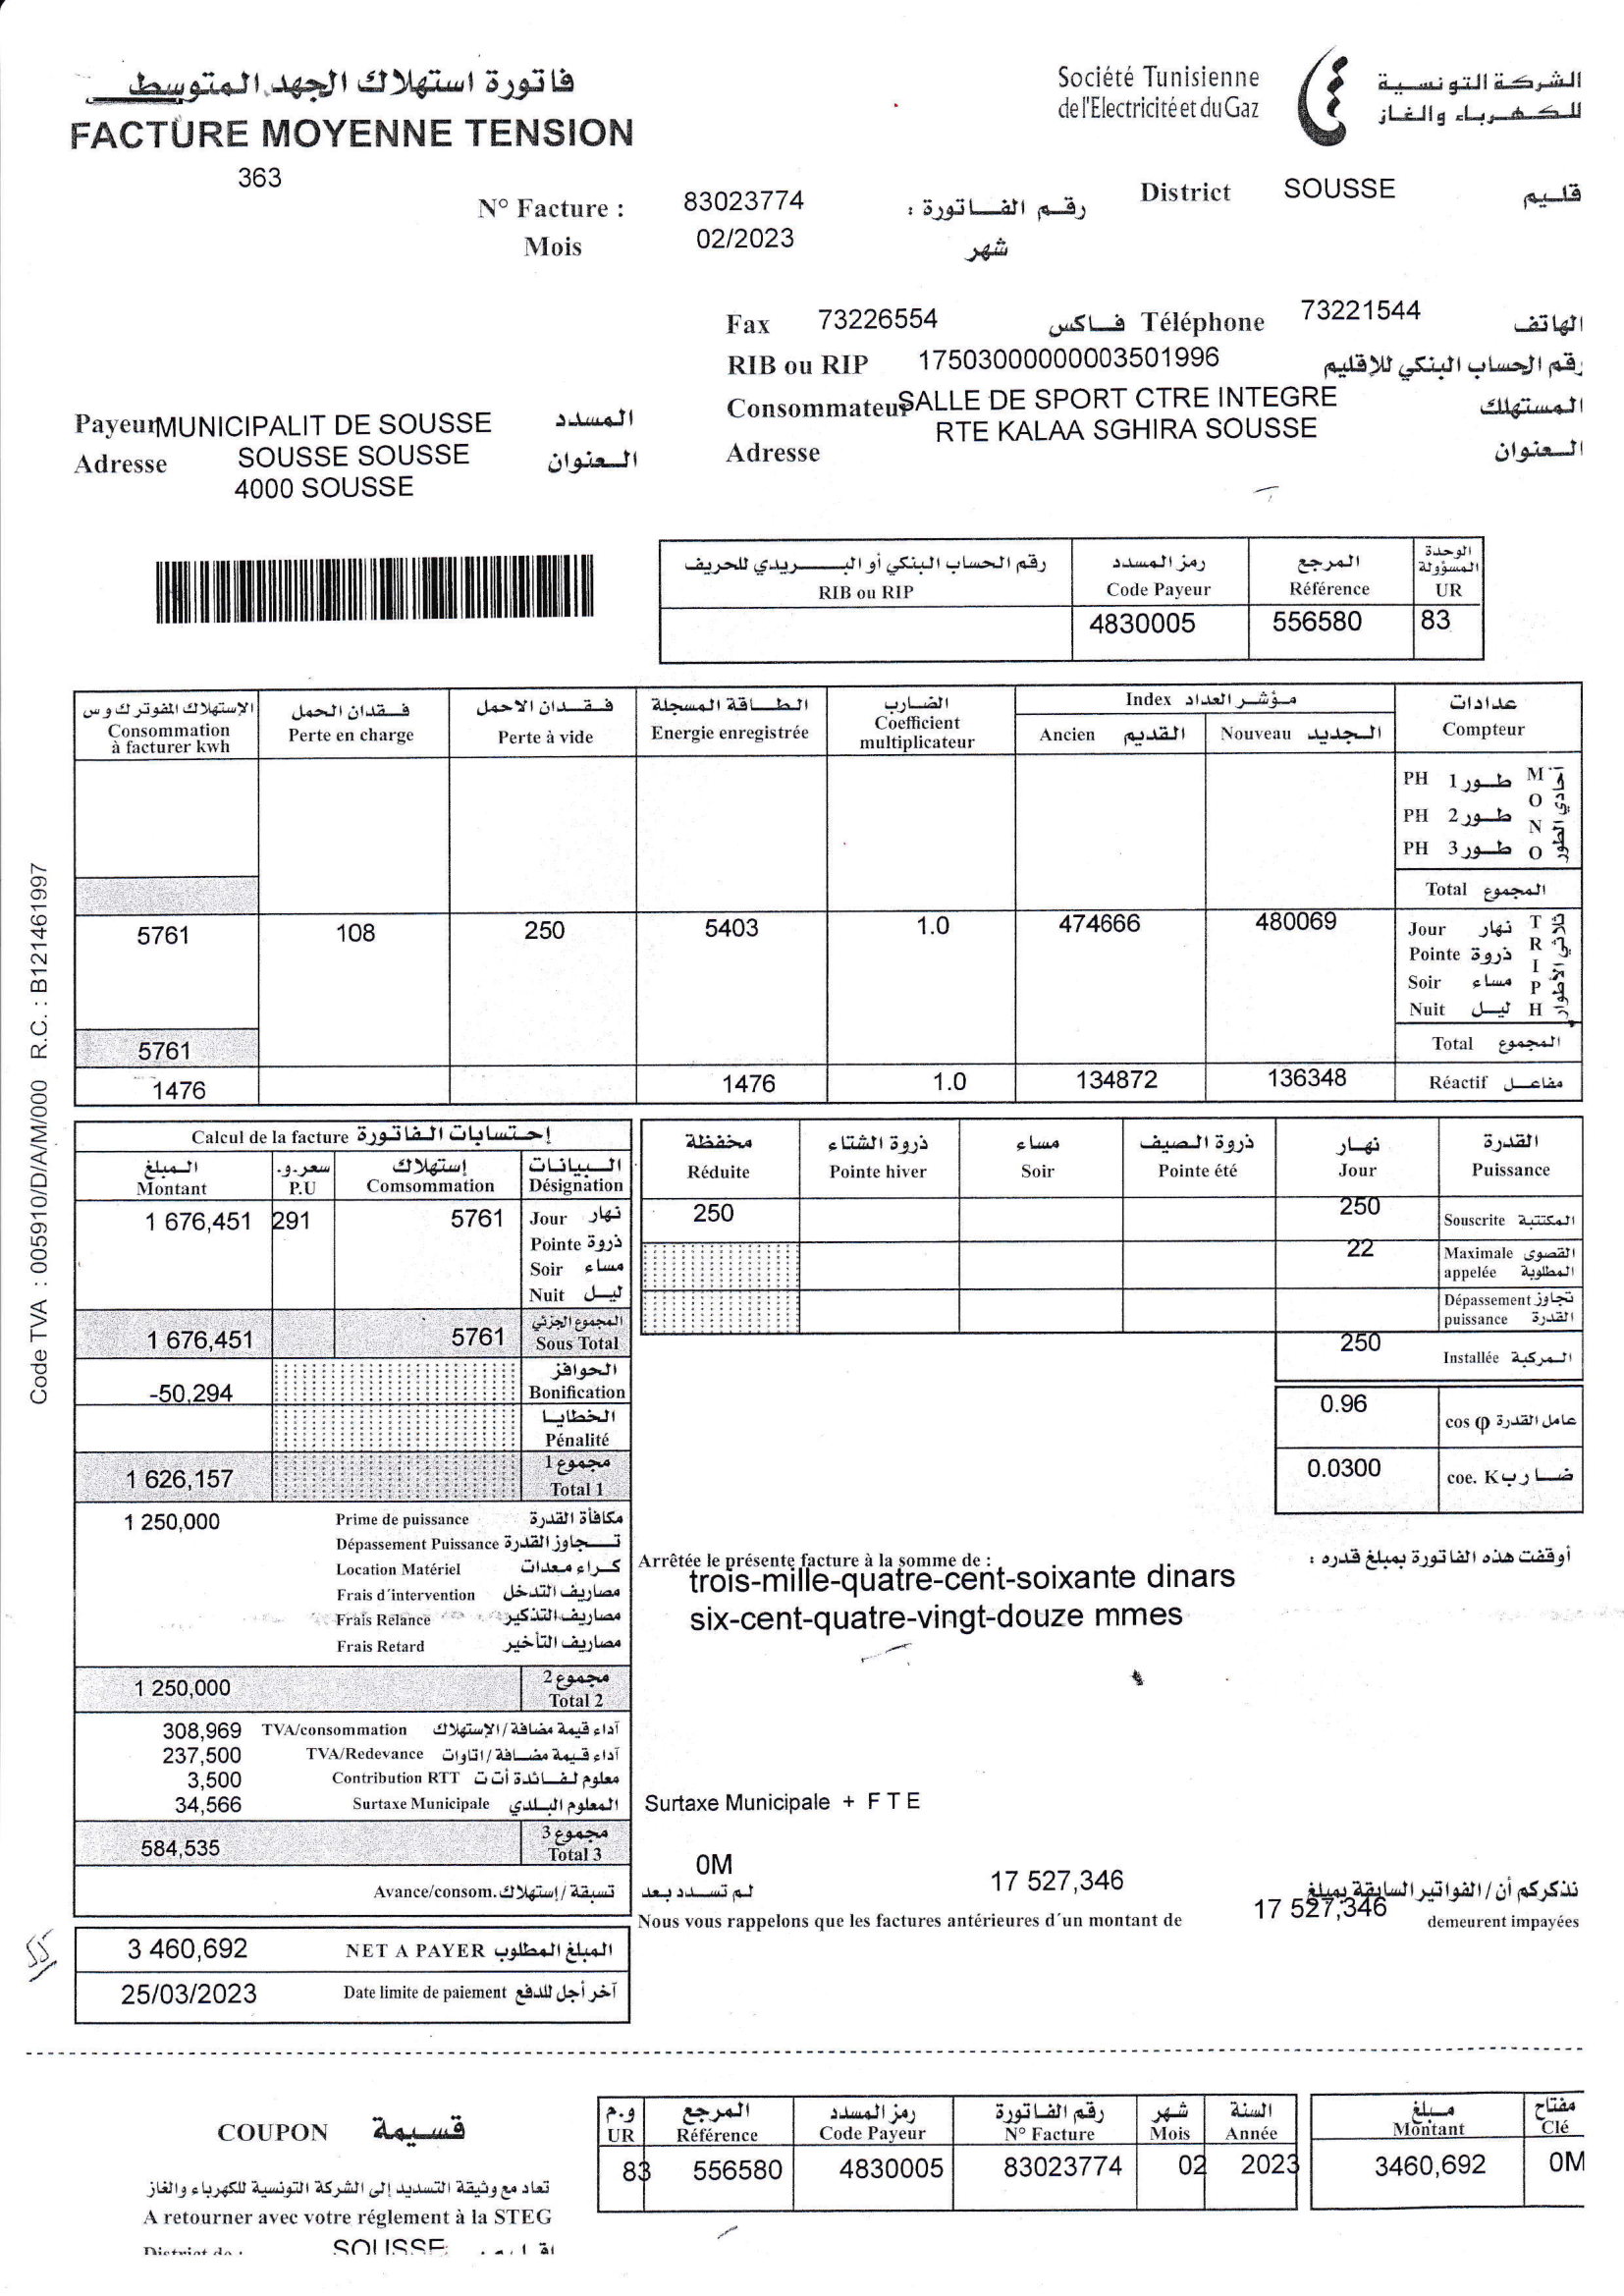 فاتورة استهلاك الجهد المتوسط
FACTURE MOYENNE TENSION
363
Société Tunisienne
de l'Electricité et du Gaz
الشركة التونسية
للكهرباء والغاز
N° Facture : 83023774 رقم الفاتورة :
Mois 02/2023 شهر
District SOUSSE قليم
Fax 73226554 فاكس Téléphone 73221544 الهاتف
RIB ou RIP 17503000000003501996 رقم الحساب البنكي للإقليم
Consommateur SALLE DE SPORT CTRE INTEGRE المستهلك
RTE KALAA SGHIRA SOUSSE
Adresse العنوان
Payeur MUNICIPALIT DE SOUSSE المسدد
Adresse SOUSSE SOUSSE العنوان
4000 SOUSSE
رقم الحساب البنكي أو البريدي للحريف رمز المسدد المرجع الوحدة المسؤولة
RIB ou RIP Code Payeur Référence UR
4830005 556580 83
الإستهلاك المفوتر ك و س فقدان الحمل فقدان الاحمل الطاقة المسجلة الضارب مؤشر العداد Index عدادات
Consommation à facturer kwh Perte en charge Perte à vide Energie enregistrée Coefficient multiplicateur Ancien القديم Nouveau الجديد Compteur
PH 1 طور
PH 2 طور
PH 3 طور
MONO أحادي الطور
Total المجموع
5761 108 250 5403 1.0 474666 480069 Jour نهار
Pointe ذروة
Soir مساء
Nuit ليل
TRIPH ثلاثي الأطوار
5761 Total المجموع
1476 1476 1.0 134872 136348 Réactif مفاعل
Calcul de la facture إحتسابات الفاتورة
المبلغ سعر.و. إستهلاك البيانات
Montant P.U Comsommation Désignation
1 676,451 291 5761 Jour نهار
Pointe ذروة
Soir مساء
Nuit ليل
المجموع الجزئي
1 676,451 5761 Sous Total
الحوافز
-50,294 Bonification
الخطايا
Pénalité
مجموع 1
1 626,157 Total 1
1 250,000 Prime de puissance مكافأة القدرة
Dépassement Puissance تجاوز القدرة
Location Matériel كراء معدات
Frais d'intervention مصاريف التدخل
Frais Relance مصاريف التذكير
Frais Retard مصاريف التأخير
مجموع 2
1 250,000 Total 2
308,969 TVA/consommation آداء قيمة مضافة/الإستهلاك
237,500 TVA/Redevance آداء قيمة مضافة/اتاوات
3,500 Contribution RTT معلوم لفائدة أ ت ت
34,566 Surtaxe Municipale المعلوم البلدي
مجموع 3
584,535 Total 3
Avance/consom. تسبقة/إستهلاك
3 460,692 NET A PAYER المبلغ المطلوب
25/03/2023 Date limite de paiement آخر أجل للدفع
مخفظة ذروة الشتاء مساء ذروة الصيف نهار القدرة
Réduite Pointe hiver Soir Pointe été Jour Puissance
250 250 Souscrite المكتتبة
22 Maximale appelée القصوى المطلوبة
Dépassement puissance تجاوز القدرة
250 Installée المركبة
0.96 cos φ عامل القدرة
0.0300 coe. K ضارب
Arrêtée le présente facture à la somme de : أوقفت هذه الفاتورة بمبلغ قدره :
trois-mille-quatre-cent-soixante dinars
six-cent-quatre-vingt-douze mmes
Surtaxe Municipale + F T E
0M
لم تسدد بعد 17 527,346 نذكركم أن/الفواتير السابقة بمبلغ
Nous vous rappelons que les factures antérieures d'un montant de 17 527,346 demeurent impayées
Code TVA : 005910/D/A/M/000 R.C. : B121461997
COUPON قسيمة
تعاد مع وثيقة التسديد إلى الشركة التونسية للكهرباء والغاز
A retourner avec votre réglement à la STEG
District de : SOUSSE
و.م المرجع رمز المسدد رقم الفاتورة شهر السنة مبلغ مفتاح
UR Référence Code Payeur N° Facture Mois Année Montant Clé
83 556580 4830005 83023774 02 2023 3460,692 0M